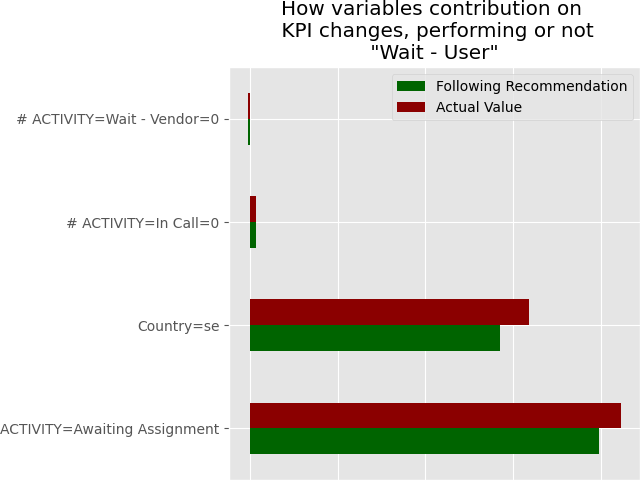 How variables contribution on
KPI changes, performing or not
"Wait - User"
Following Recommendation
Actual Value
# ACTIVITY=Wait - Vendor=0
# ACTIVITY=In Call=0
Country=se
ACTIVITY=Awaiting Assignment